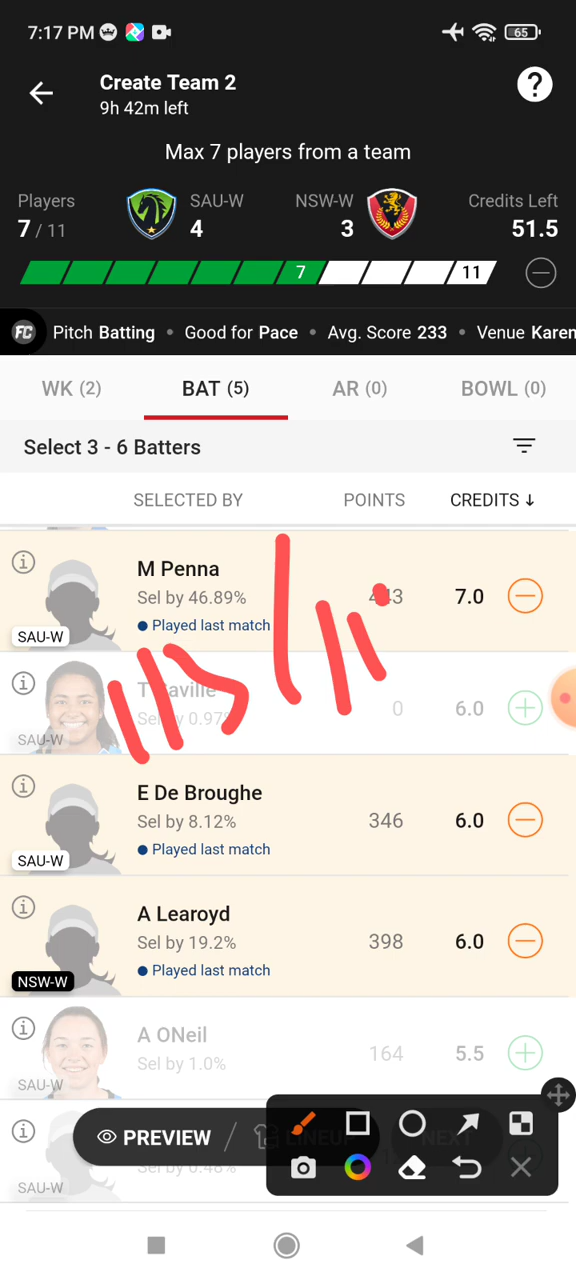 7:17 PM
65
Create Team 2
9h 42m left
?
Max 7 players from a team
Players
7 / 11
SAU-W
4
NSW-W
3
Credits Left
51.5
7
11
FC Pitch Batting • Good for Pace • Avg. Score 233 • Venue Karen
WK (2)
BAT (5)
AR (0)
BOWL (0)
Select 3 - 6 Batters
SELECTED BY
POINTS
CREDITS ↓
M Penna
Sel by 46.89%
Played last match
7.0
SAU-W
Sel by 0.97
0
6.0
SAU-W
E De Broughe
Sel by 8.12%
Played last match
346
6.0
SAU-W
A Learoyd
Sel by 19.2%
Played last match
398
6.0
NSW-W
A ONeil
Sel by 1.0%
164
5.5
SAU-W
PREVIEW
SAU-W